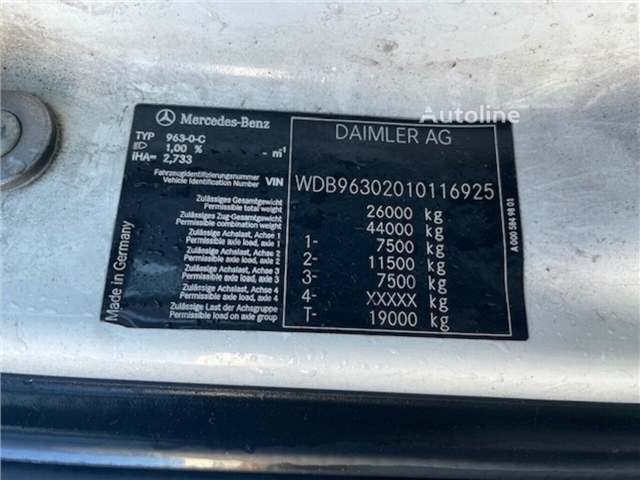 Autoline
Mercedes-Benz
TYP 963-0-C
1,00 % - m⁻¹
iHA= 2,733
Fahrzeugidentifizierungsnummer
Vehicle Identification Number VIN
Zulässiges Gesamtgewicht
Permissible total weight
Zulässiges Zug-Gesamtgewicht
Permissible combination weight
Zulässige Achslast, Achse 1
Permissible axle load, axle 1
Zulässige Achslast, Achse 2
Permissible axle load, axle 2
Zulässige Achslast, Achse 3
Permissible axle load, axle 3
Zulässige Achslast, Achse 4
Permissible axle load, axle 4
Zulässige Last der Achsgruppe
Permissible load on axle group
DAIMLER AG
WDB96302010116925
26000 kg
44000 kg
1- 7500 kg
2- 11500 kg
3- 7500 kg
4- XXXXX kg
T- 19000 kg
Made in Germany
A 000 584 98 01